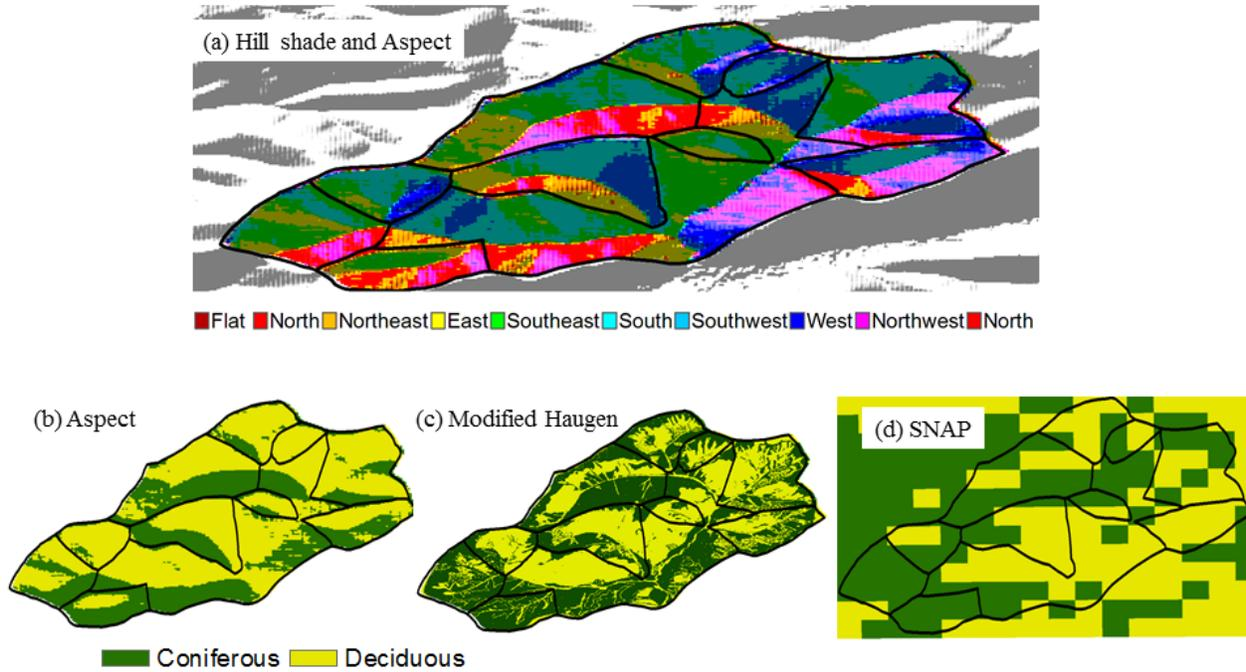 (a) Hill shade and Aspect
Flat North Northeast East Southeast South Southwest West Northwest North
(b) Aspect
(c) Modified Haugen
(d) SNAP
Coniferous Deciduous